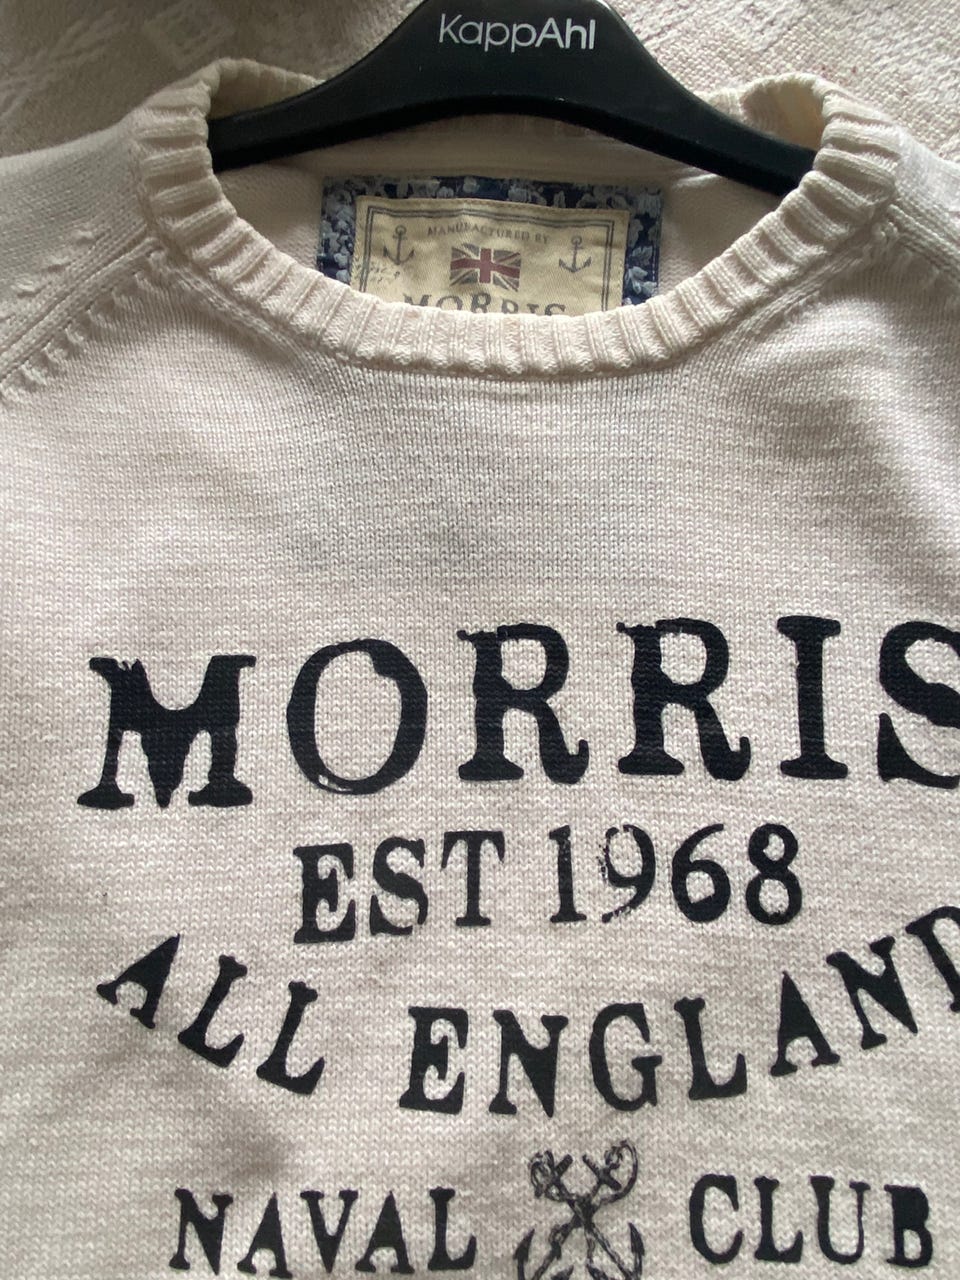 KappAhl
MANUFACTURED BY
MORRIS
MORRIS
EST 1968
ALL ENGLAND
NAVAL CLUB